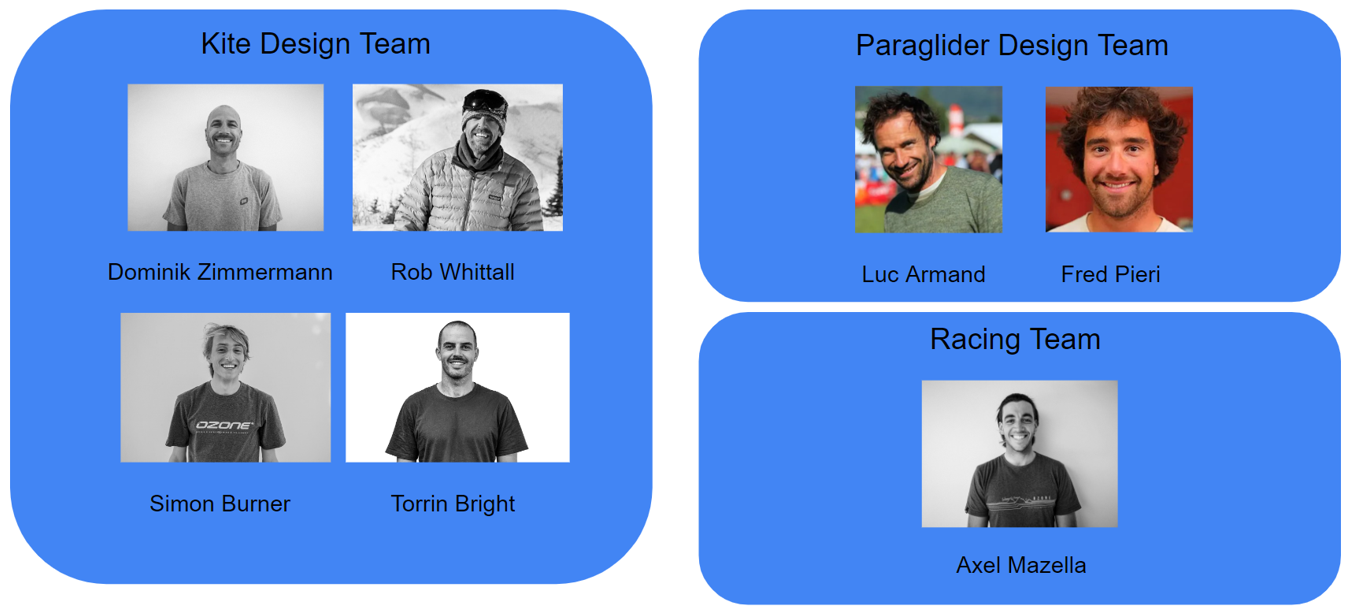 Kite Design Team
Dominik Zimmermann
Rob Whittall
OZONE
Simon Burner
Torrin Bright
Paraglider Design Team
Luc Armand
Fred Pieri
Racing Team
Axel Mazella